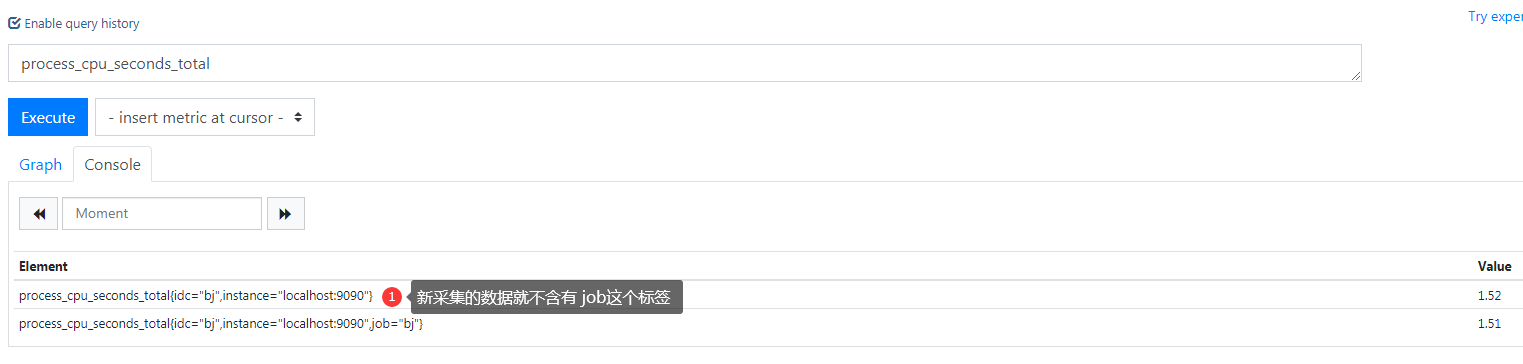 Enable query history
Try exper
process_cpu_seconds_total
Execute
- insert metric at cursor -
Graph
Console
Moment
Element
Value
process_cpu_seconds_total{idc="bj",instance="localhost:9090"}
1
新采集的数据就不含有 job这个标签
1.52
process_cpu_seconds_total{idc="bj",instance="localhost:9090",job="bj"}
1.51